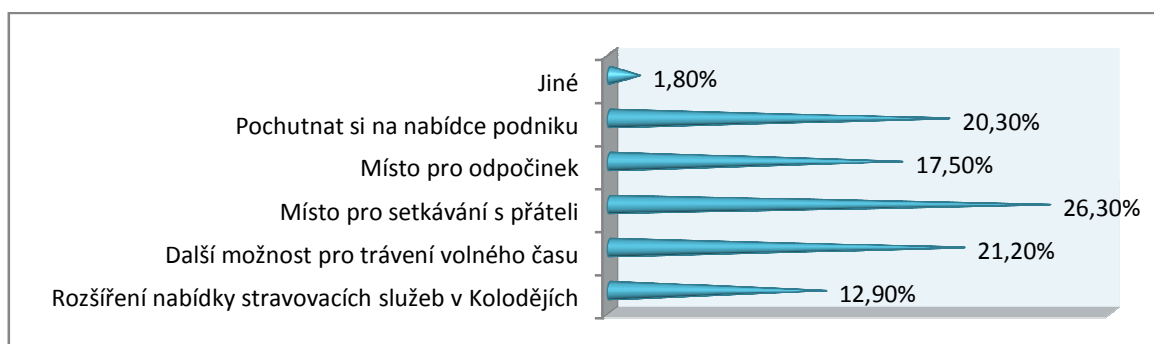 Jiné 1,80%
Pochutnat si na nabídce podniku 20,30%
Místo pro odpočinek 17,50%
Místo pro setkávání s přáteli 26,30%
Další možnost pro trávení volného času 21,20%
Rozšíření nabídky stravovacích služeb v Kolodějích 12,90%